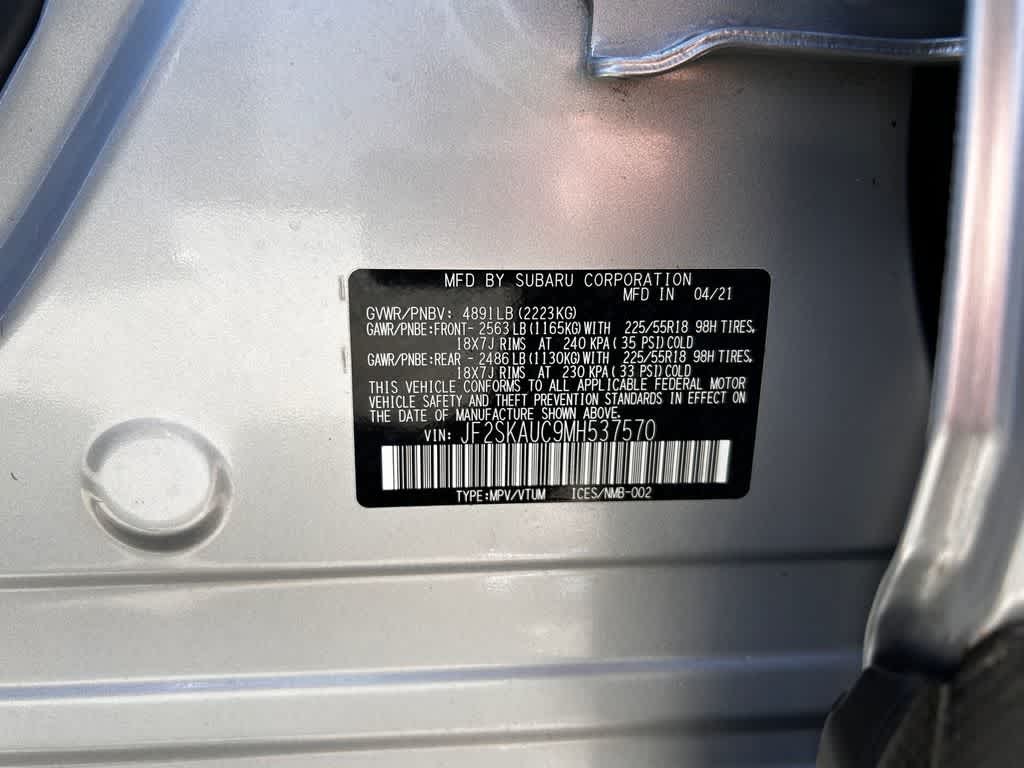 MFD BY SUBARU CORPORATION
MFD IN 04/21
GVWR/PNBV: 4891LB(2223KG)
GAWR/PNBE:FRONT- 2563LB(1165KG)WITH 225/55R18 98H TIRES,
18X7J RIMS AT 240 KPA(35 PSI)COLD
GAWR/PNBE:REAR - 2486LB(1130KG)WITH 225/55R18 98H TIRES,
18X7J RIMS AT 230 KPA(33 PSI)COLD
THIS VEHICLE CONFORMS TO ALL APPLICABLE FEDERAL MOTOR
VEHICLE SAFETY AND THEFT PREVENTION STANDARDS IN EFFECT ON
THE DATE OF MANUFACTURE SHOWN ABOVE.
VIN: JF2SKAUC9MH537570
TYPE:MPV/VTUM ICES/NMB-002